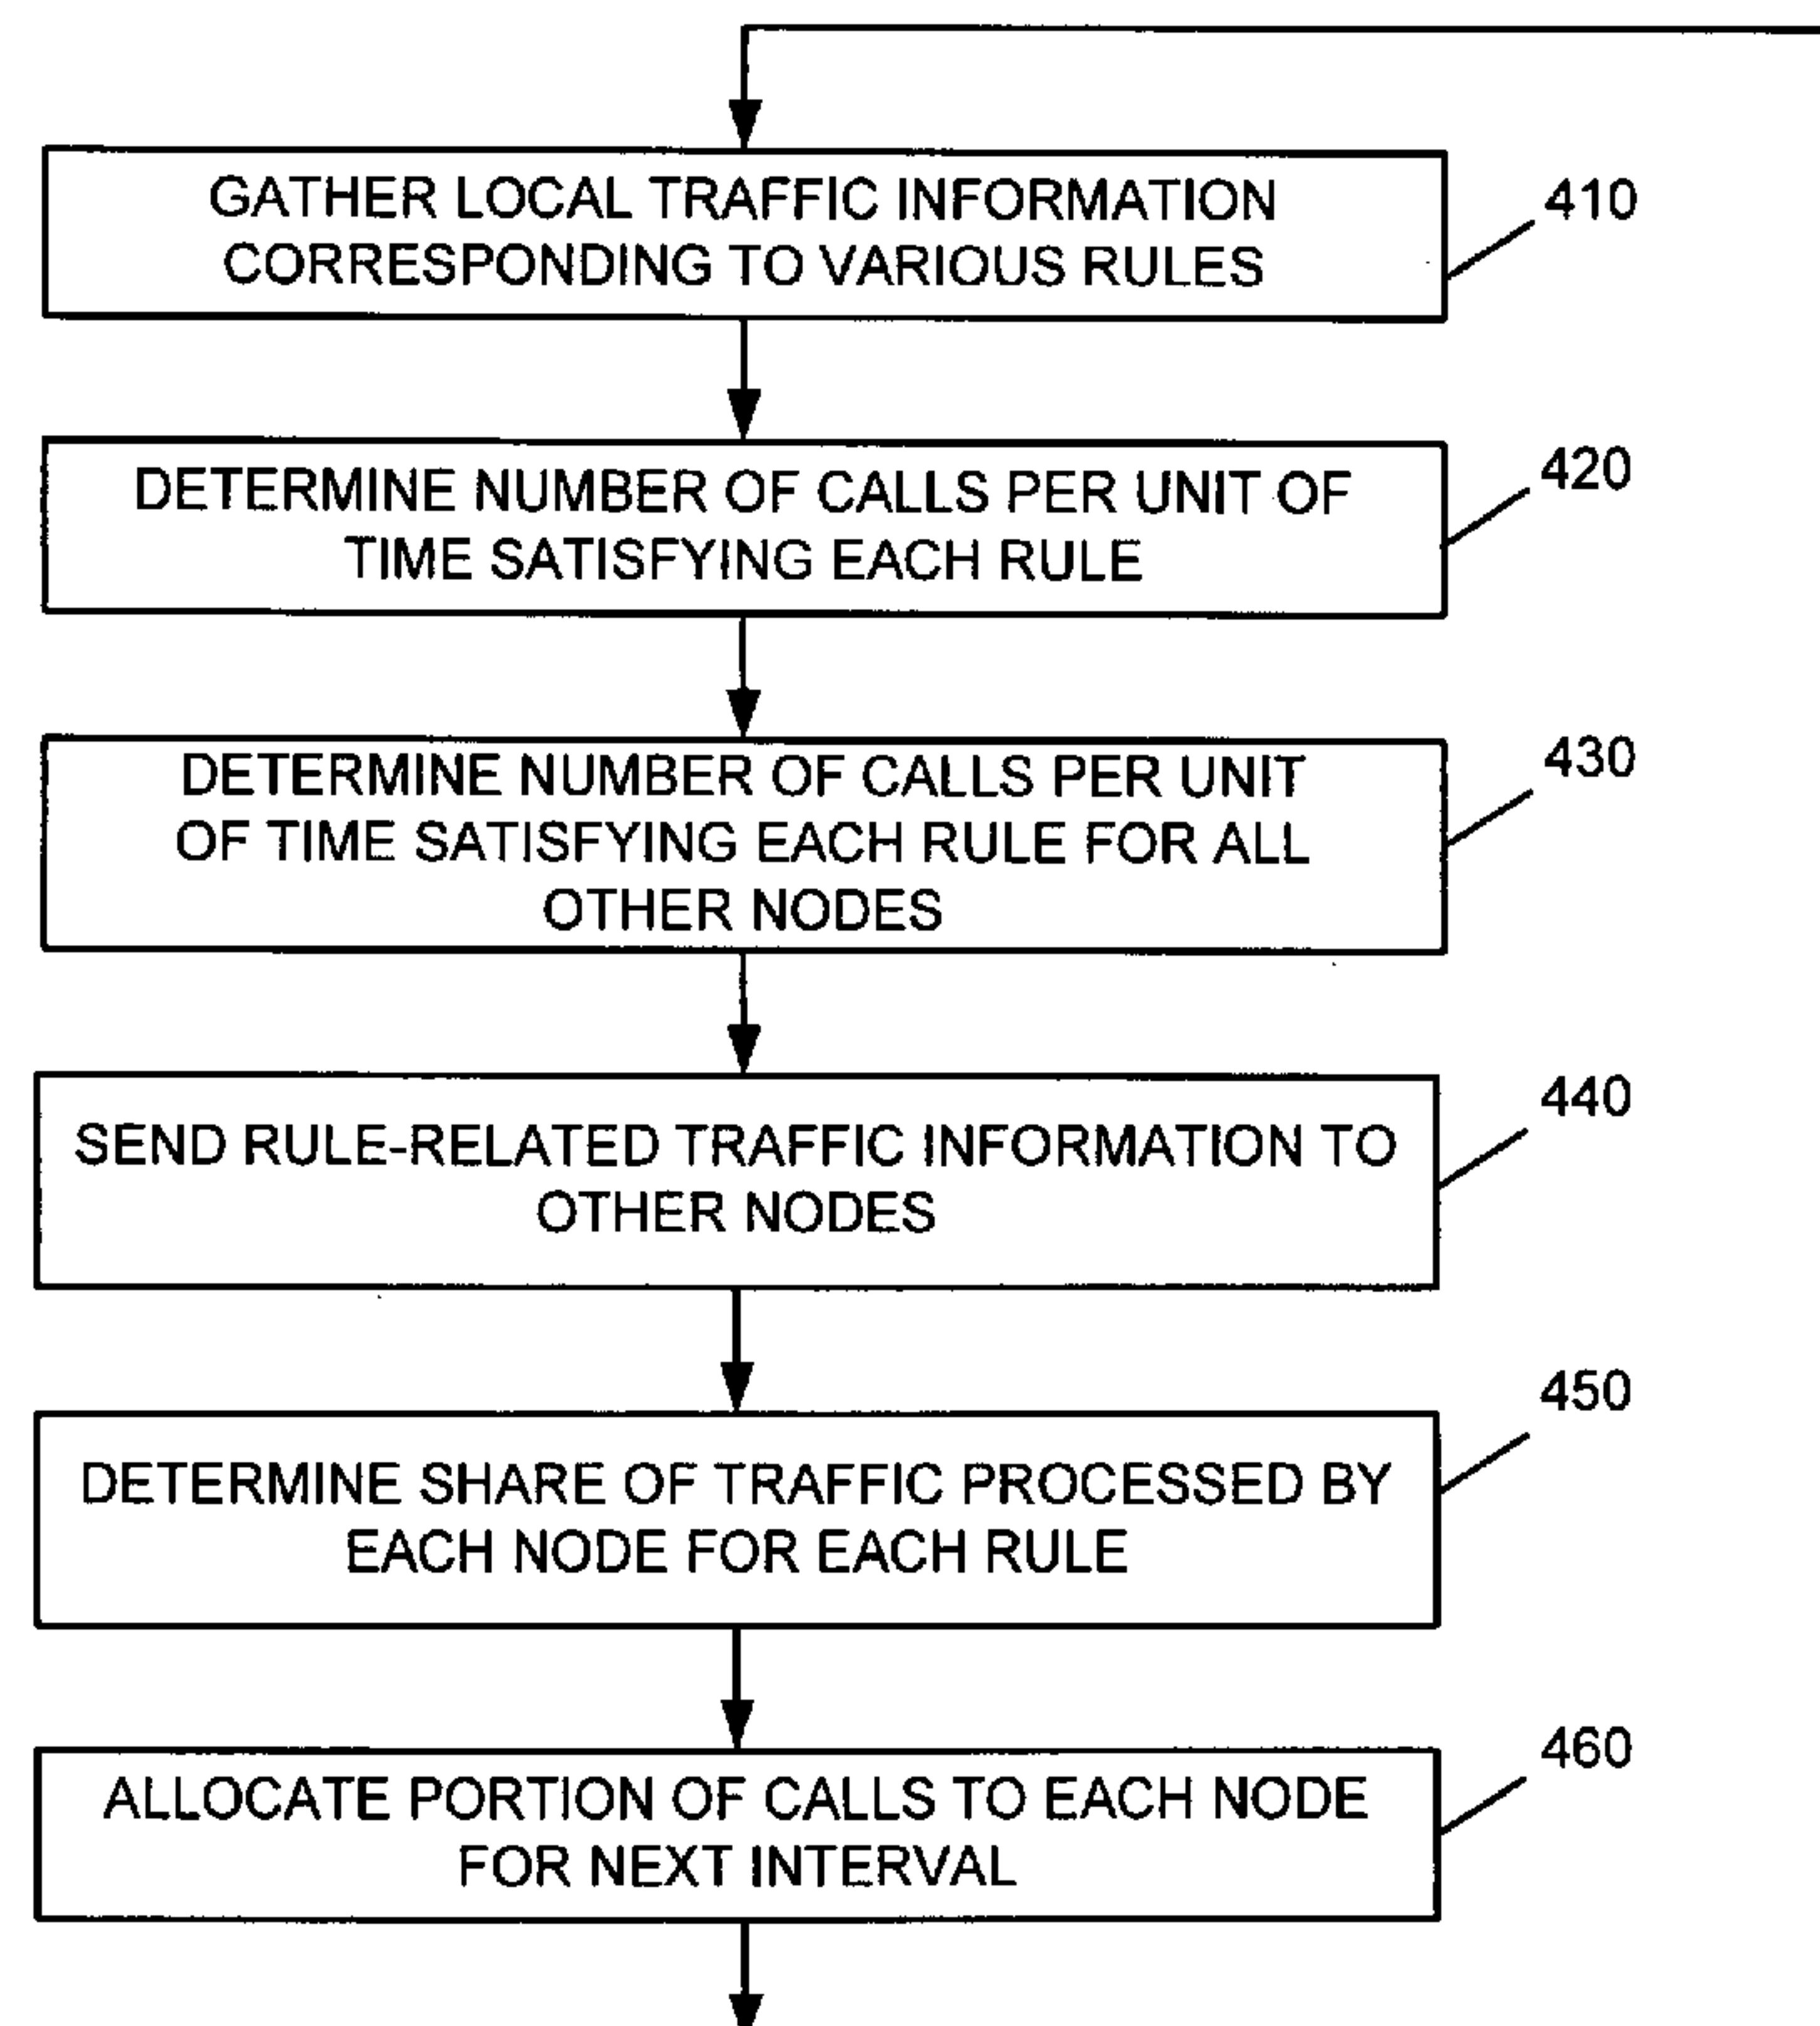 GATHER LOCAL TRAFFIC INFORMATION
CORRESPONDING TO VARIOUS RULES
410
DETERMINE NUMBER OF CALLS PER UNIT OF
TIME SATISFYING EACH RULE
420
DETERMINE NUMBER OF CALLS PER UNIT
OF TIME SATISFYING EACH RULE FOR ALL
OTHER NODES
430
SEND RULE-RELATED TRAFFIC INFORMATION TO
OTHER NODES
440
DETERMINE SHARE OF TRAFFIC PROCESSED BY
EACH NODE FOR EACH RULE
450
ALLOCATE PORTION OF CALLS TO EACH NODE
FOR NEXT INTERVAL
460